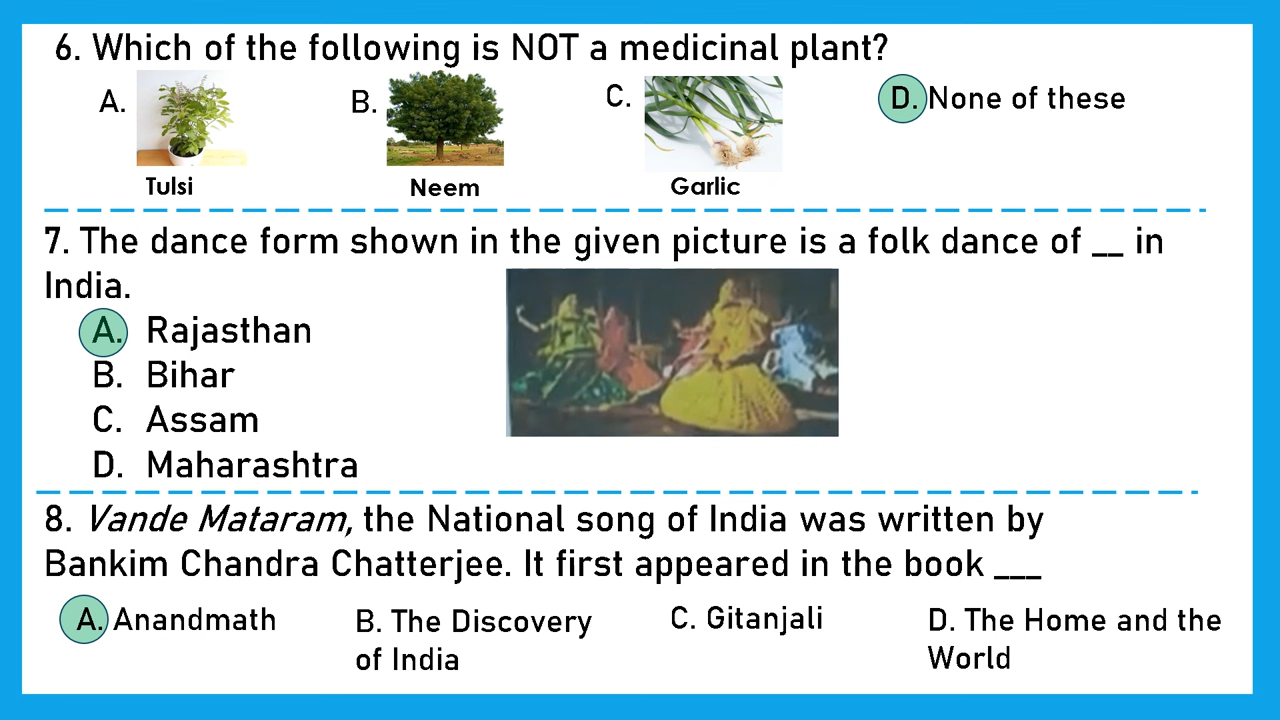 6. Which of the following is NOT a medicinal plant?
A. B. C. D. None of these
Tulsi Neem Garlic
7. The dance form shown in the given picture is a folk dance of __ in
India.
A. Rajasthan
B. Bihar
C. Assam
D. Maharashtra
8. Vande Mataram, the National song of India was written by
Bankim Chandra Chatterjee. It first appeared in the book ___
A. Anandmath
B. The Discovery
of India
C. Gitanjali
D. The Home and the
World